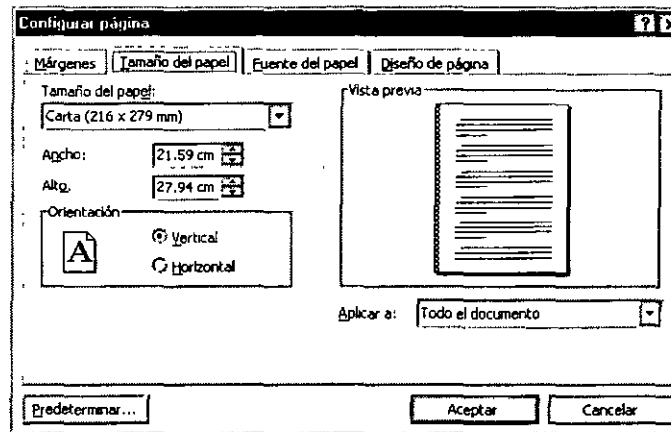 Configurar página
Márgenes
Tamaño del papel
Fuente del papel
Diseño de página
Tamaño del papel:
Carta (216 x 279 mm)
Ancho:
21.59 cm
Alto.
27.94 cm
Orientación
A
Vertical
Horizontal
Vista previa
Aplicar a:
Todo el documento
Predeterminar...
Aceptar
Cancelar